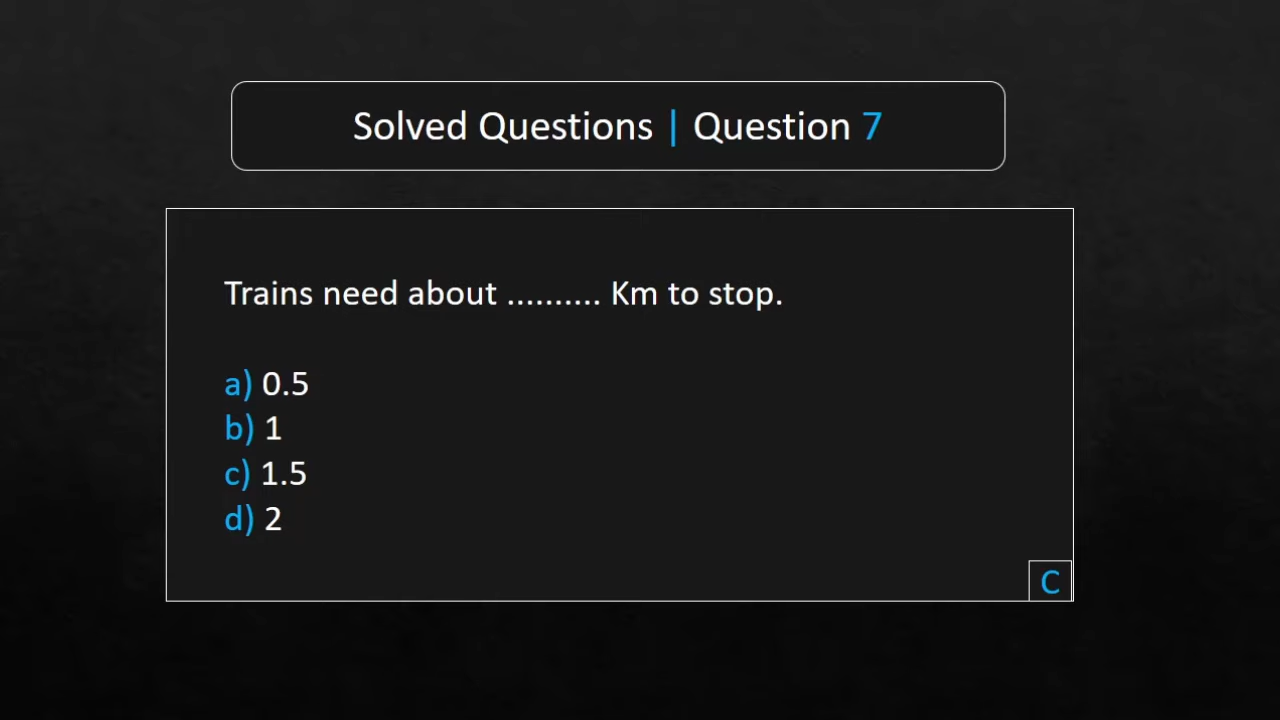 Solved Questions | Question 7
Trains need about .......... Km to stop.
a) 0.5
b) 1
c) 1.5
d) 2
C